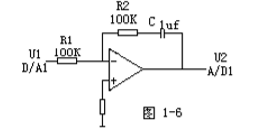 R2
100K
C
1uf
U1
R1
100K
D/A1
-
+
U2
A/D1
图 1-6